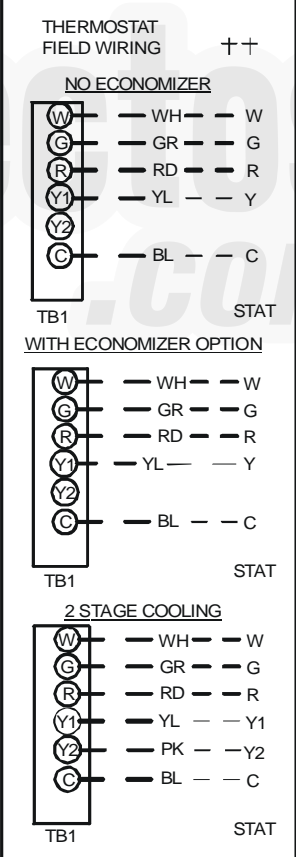 THERMOSTAT
FIELD WIRING ++
NO ECONOMIZER
W WH W
G GR G
R RD R
Y1 YL Y
Y2
C BL C
TB1 STAT
WITH ECONOMIZER OPTION
W WH W
G GR G
R RD R
Y1 YL Y
Y2
C BL C
TB1 STAT
2 STAGE COOLING
W WH W
G GR G
R RD R
Y1 YL Y1
Y2 PK Y2
C BL C
TB1 STAT